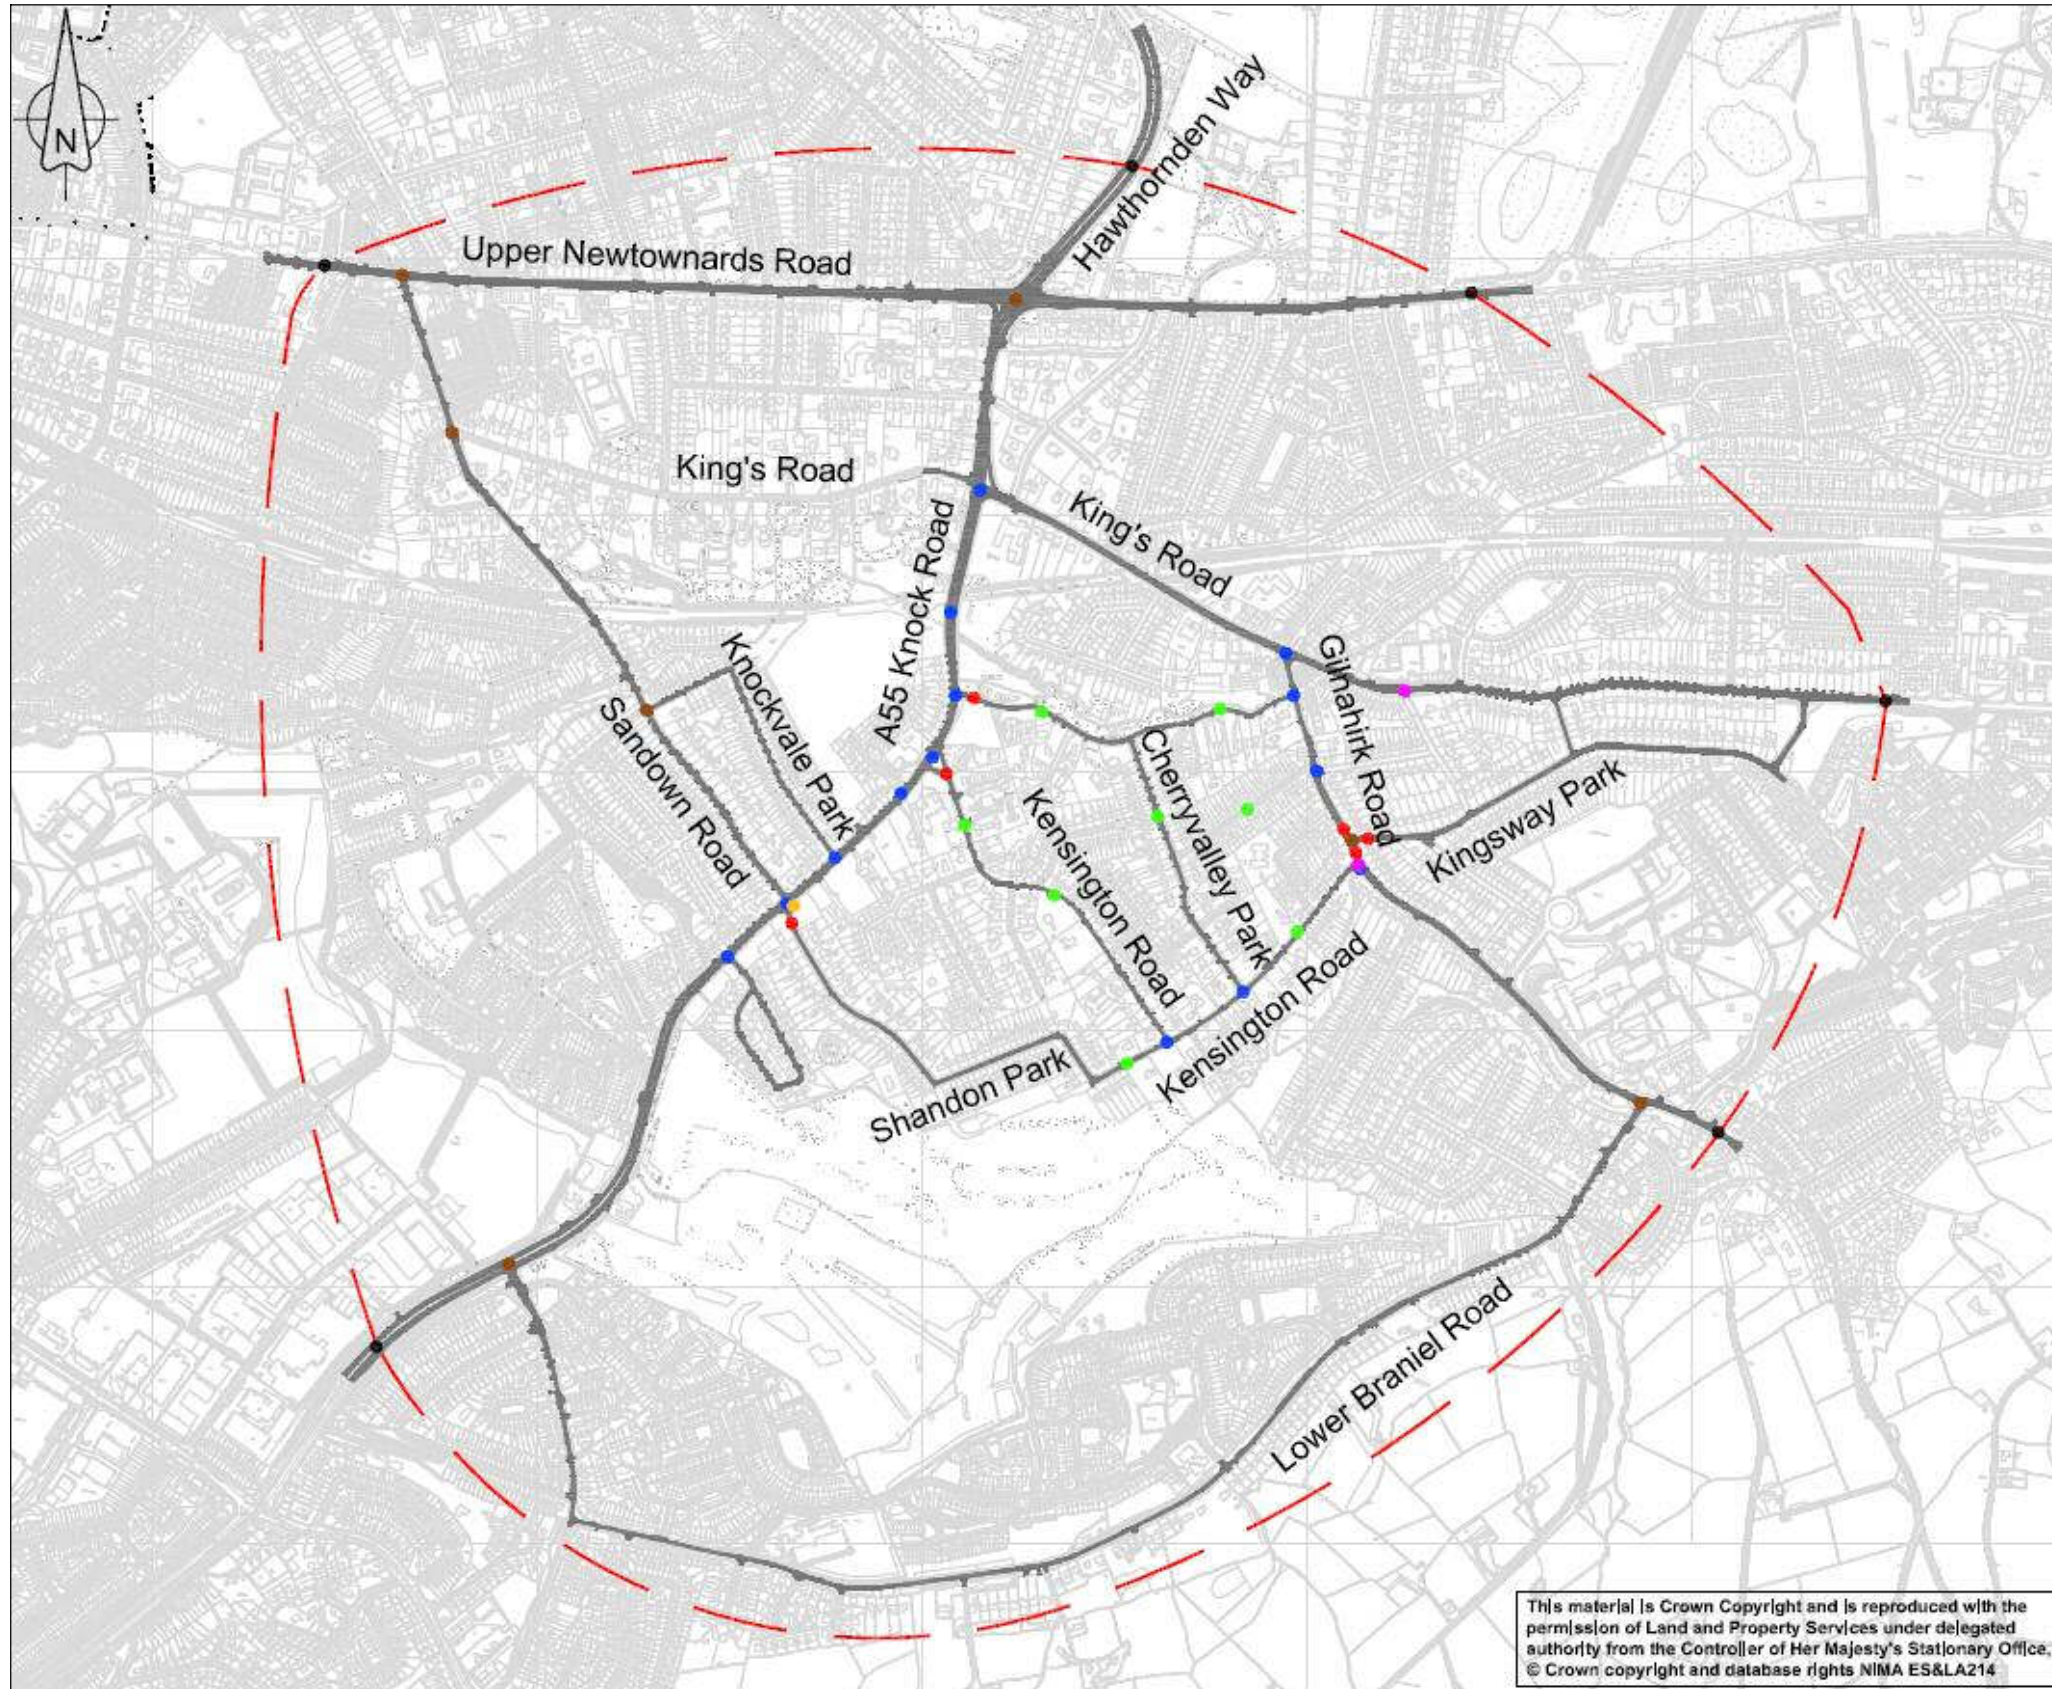 N
Hawthornden Way
Upper Newtownards Road
King's Road
King's Road
A55 Knock Road
Gilnahirk Road
Knockvale Park
Sandown Road
Cherryvalley Park
Kensington Road
Kingsway Park
Kensington Road
Shandon Park
Lower Braniel Road
This material is Crown Copyright and is reproduced with the
permission of Land and Property Services under delegated
authority from the Controller of Her Majesty's Stationary Office,
© Crown copyright and database rights NIMA ES&LA214